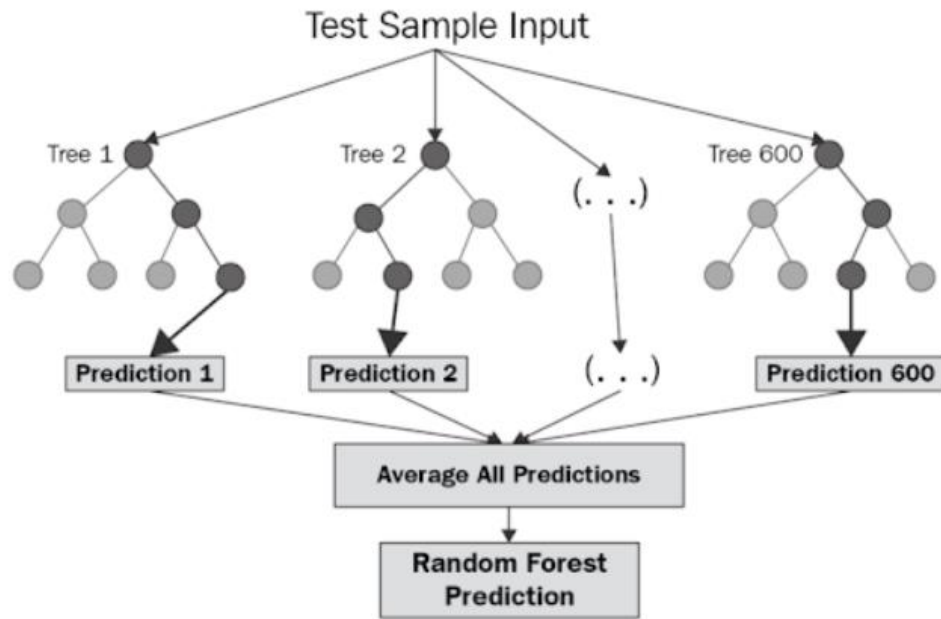 Test Sample Input
Tree 1
Tree 2
Tree 600
(. . .)
Prediction 1
Prediction 2
(. . .)
Prediction 600
Average All Predictions
Random Forest
Prediction